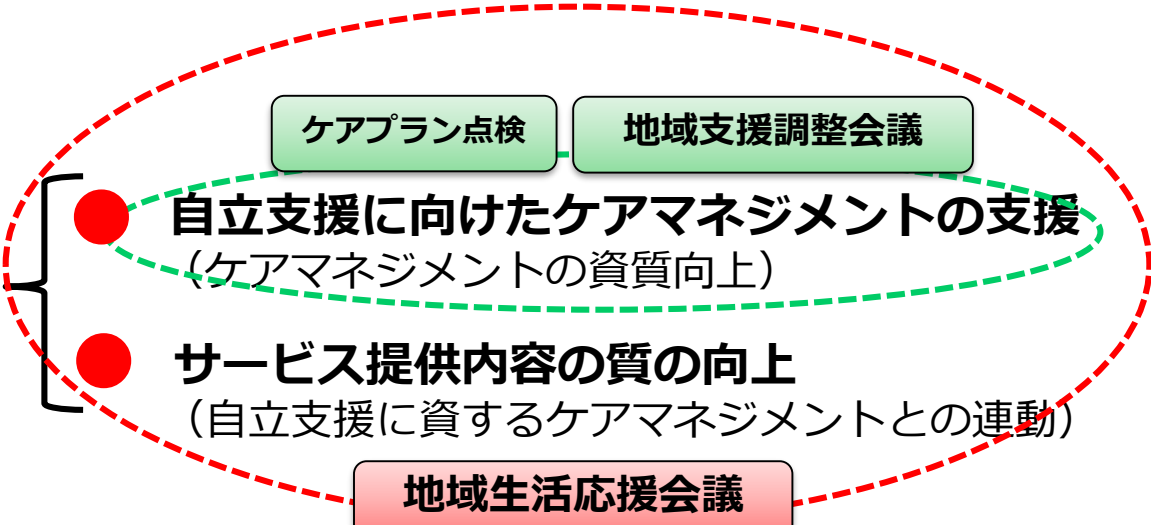 ケアプラン点検
地域支援調整会議
自立支援に向けたケアマネジメントの支援
（ケアマネジメントの資質向上）
サービス提供内容の質の向上
（自立支援に資するケアマネジメントとの連動）
地域生活応援会議